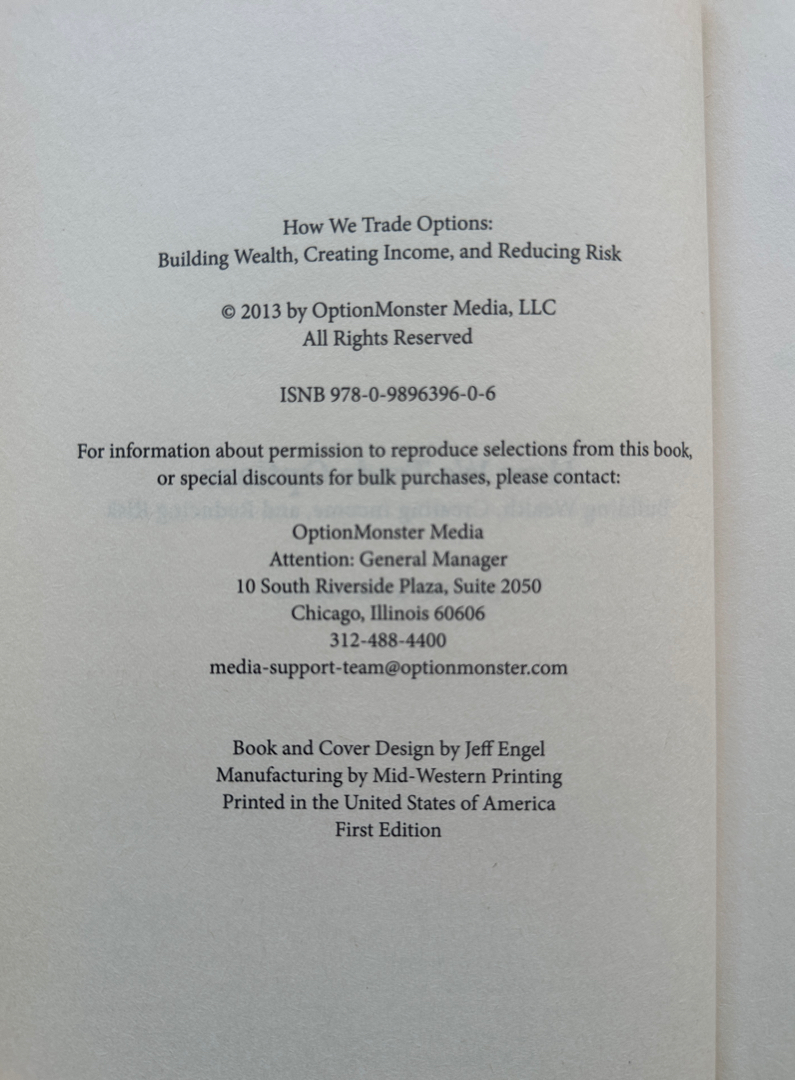 How We Trade Options:
Building Wealth, Creating Income, and Reducing Risk
© 2013 by OptionMonster Media, LLC
All Rights Reserved
ISNB 978-0-9896396-0-6
For information about permission to reproduce selections from this book,
or special discounts for bulk purchases, please contact:
OptionMonster Media
Attention: General Manager
10 South Riverside Plaza, Suite 2050
Chicago, Illinois 60606
312-488-4400
media-support-team@optionmonster.com
Book and Cover Design by Jeff Engel
Manufacturing by Mid-Western Printing
Printed in the United States of America
First Edition